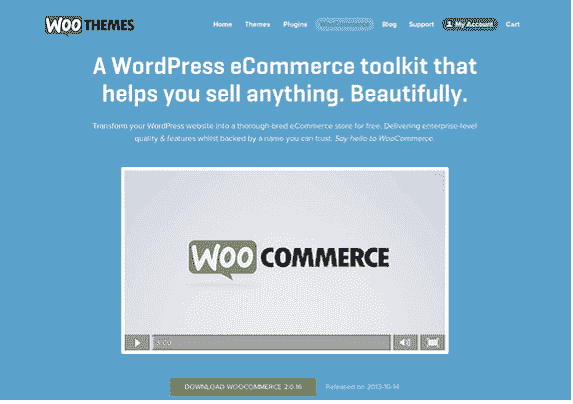 WOO THEMES
Home Themes Plugins Blog Support My Account Cart
A WordPress eCommerce toolkit that
helps you sell anything. Beautifully.
Transform your WordPress website into a thorough-bred eCommerce store for free. Delivering enterprise-level
quality & features whilst backed by a name you can trust. Say hello to WooCommerce.
WOO COMMERCE
DOWNLOAD WOOCOMMERCE 2.0.16 Released on 2013-10-14